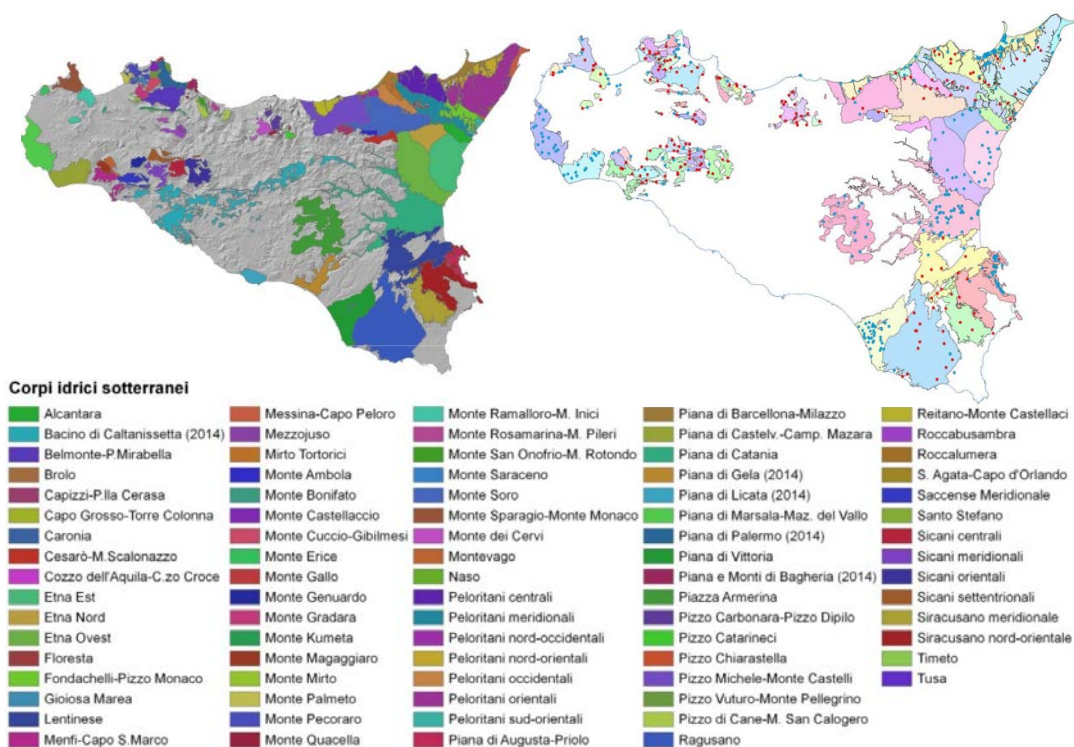 Corpi idrici sotterranei
Alcantara
Bacino di Caltanissetta (2014)
Belmonte-P.Mirabella
Brolo
Capizzi-P.lla Cerasa
Capo Grosso-Torre Colonna
Caronia
Cesarò-M.Scalonazzo
Cozzo dell'Aquila-C.zo Croce
Etna Est
Etna Nord
Etna Ovest
Floresta
Fondachelli-Pizzo Monaco
Gioiosa Marea
Lentinese
Menfi-Capo S.Marco
Messina-Capo Peloro
Mezzojuso
Mirto Tortorici
Monte Ambola
Monte Bonifato
Monte Castellaccio
Monte Cuccio-Gibilmesi
Monte Erice
Monte Gallo
Monte Genuardo
Monte Gradara
Monte Kumeta
Monte Magaggiaro
Monte Mirto
Monte Palmeto
Monte Pecoraro
Monte Quacella
Monte Ramalloro-M. Inici
Monte Rosamarina-M. Pileri
Monte San Onofrio-M. Rotondo
Monte Saraceno
Monte Soro
Monte Sparagio-Monte Monaco
Monte dei Cervi
Montevago
Naso
Peloritani centrali
Peloritani meridionali
Peloritani nord-occidentali
Peloritani nord-orientali
Peloritani occidentali
Peloritani orientali
Peloritani sud-orientali
Piana di Augusta-Priolo
Piana di Barcellona-Milazzo
Piana di Castelv.-Camp. Mazara
Piana di Catania
Piana di Gela (2014)
Piana di Licata (2014)
Piana di Marsala-Maz. del Vallo
Piana di Palermo (2014)
Piana di Vittoria
Piana e Monti di Bagheria (2014)
Piazza Armerina
Pizzo Carbonara-Pizzo Dipilo
Pizzo Catarineci
Pizzo Chiarastella
Pizzo Michele-Monte Castelli
Pizzo Vuturo-Monte Pellegrino
Pizzo di Cane-M. San Calogero
Ragusano
Reitano-Monte Castellaci
Roccabusambra
Roccalumera
S. Agata-Capo d'Orlando
Saccense Meridionale
Santo Stefano
Sicani centrali
Sicani meridionali
Sicani orientali
Sicani settentrionali
Siracusano meridionale
Siracusano nord-orientale
Timeto
Tusa